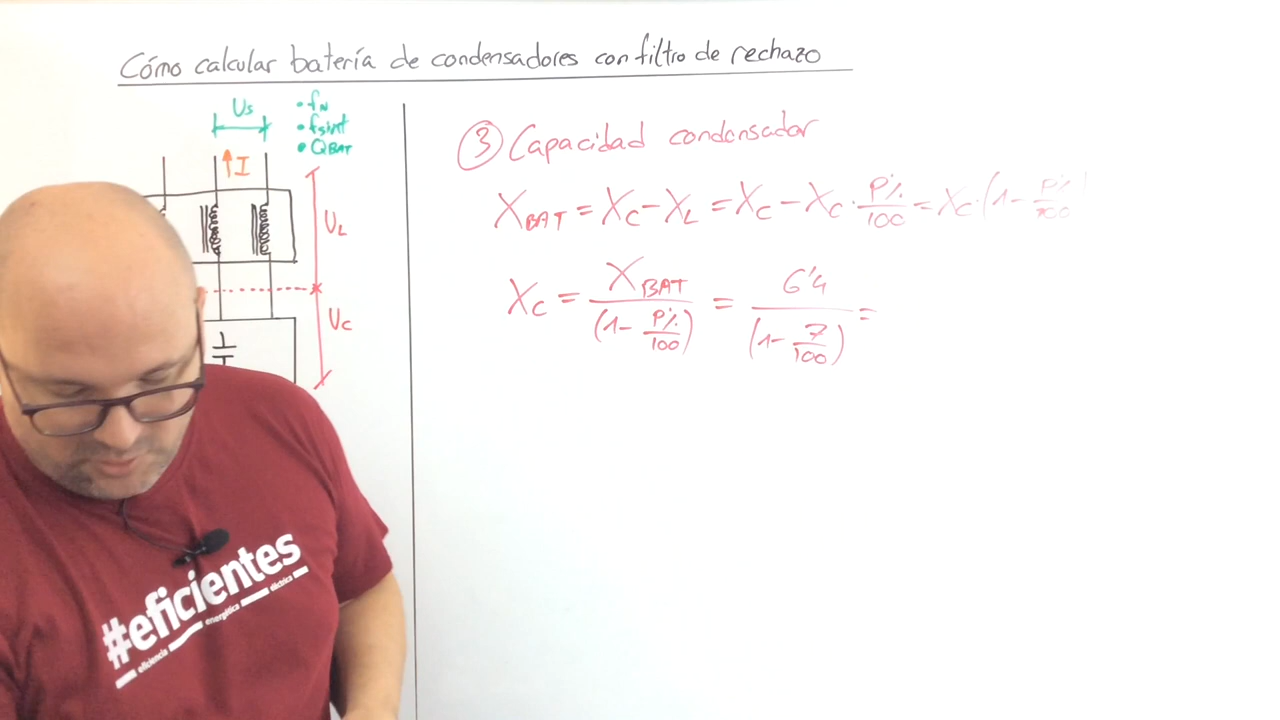 Cómo calcular batería de condensadores con filtro de rechazo
Us
• fN
• fsint
• QBAT
I
UL
Uc
③ Capacidad condensador
XBAT = Xc - XL = Xc - Xc · P%/100 = Xc · (1 - P%/100)
Xc = XBAT/(1 - P%/100) = 6'4/(1 - 7/100) =
#eficientes
eficiencia energética eléctrica